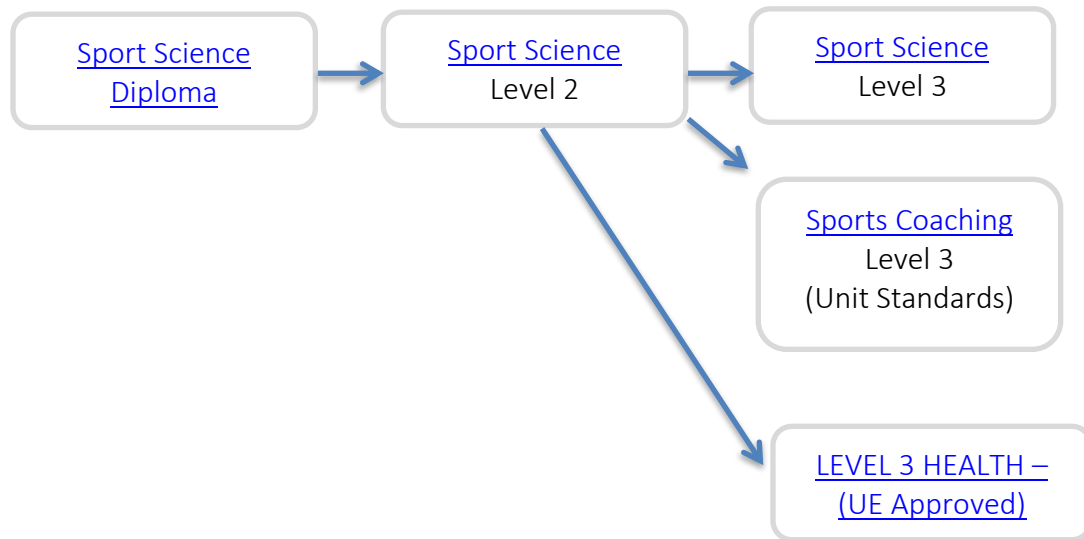 Sport Science
Diploma
Sport Science
Level 2
Sport Science
Level 3
Sports Coaching
Level 3
(Unit Standards)
LEVEL 3 HEALTH –
(UE Approved)